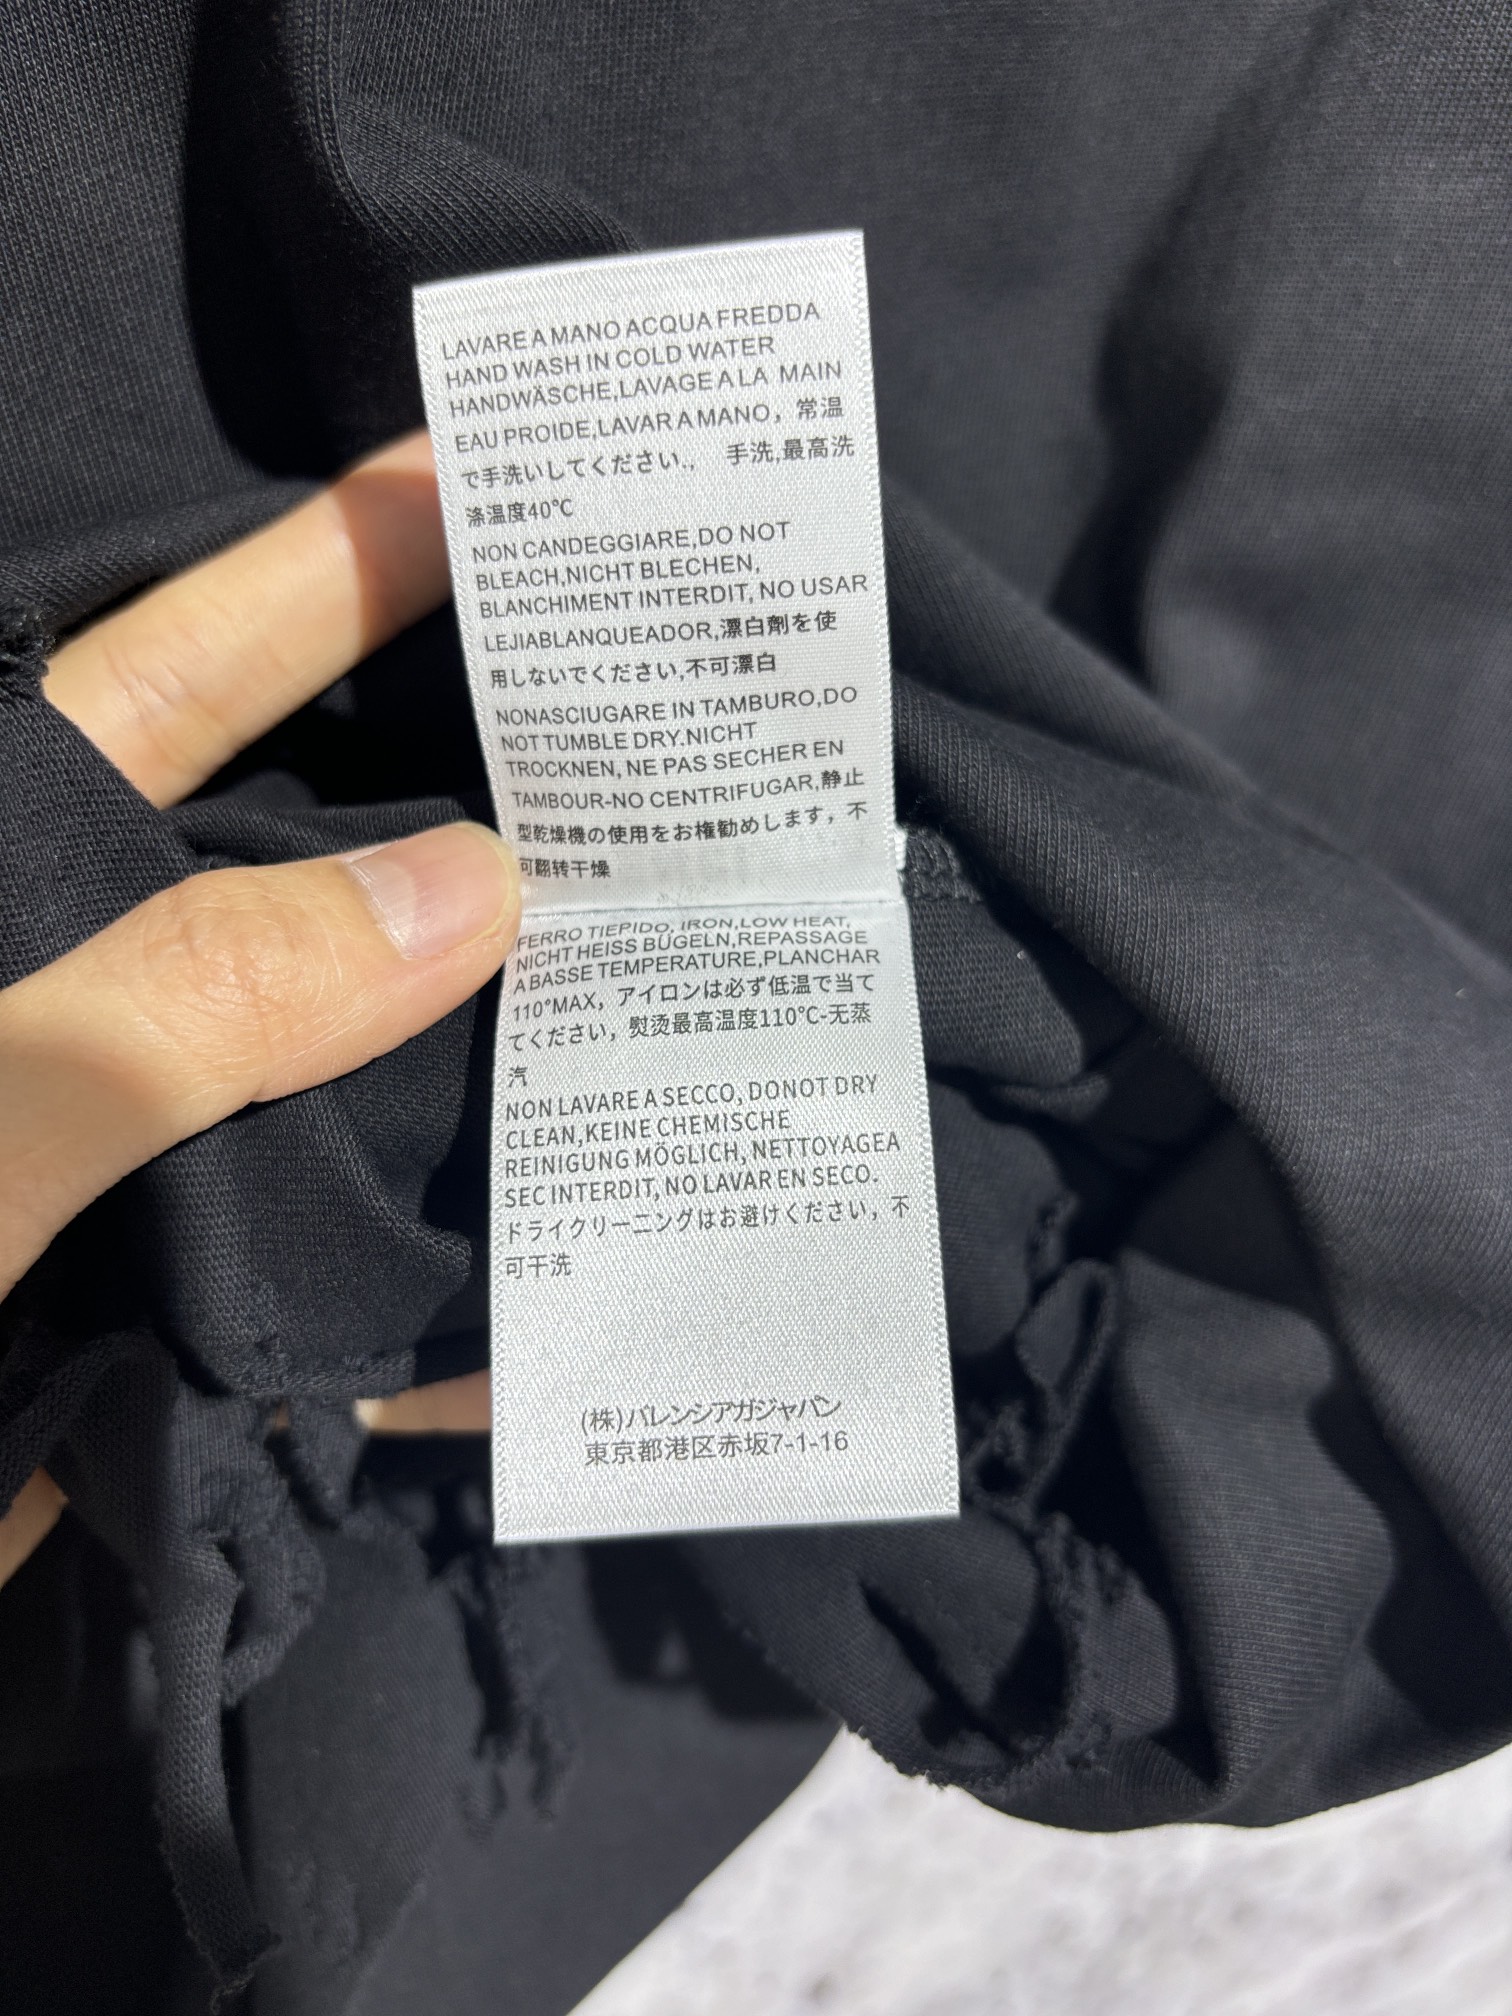 LAVARE A MANO ACQUA FREDDA
HAND WASH IN COLD WATER
HANDWÄSCHE,LAVAGE A LA MAIN
EAU PROIDE,LAVAR A MANO，常温
で手洗いしてください.， 手洗,最高洗
涤温度40℃
NON CANDEGGIARE,DO NOT
BLEACH,NICHT BLECHEN,
BLANCHIMENT INTERDIT, NO USAR
LEJIABLANQUEADOR,漂白劑を使
用しないでください,不可漂白
NONASCIUGARE IN TAMBURO,DO
NOT TUMBLE DRY.NICHT
TROCKNEN, NE PAS SECHER EN
TAMBOUR-NO CENTRIFUGAR,静止
型乾燥機の使用をお権勧めします，不
可翻转干燥
FERRO TIEPIDO, IRON,LOW HEAT,
NICHT HEISS BÜGELN,REPASSAGE
A BASSE TEMPERATURE,PLANCHAR
110°MAX，アイロンは必ず低温で当て
てください，熨烫最高温度110℃-无蒸
汽
NON LAVARE A SECCO, DONOT DRY
CLEAN,KEINE CHEMISCHE
REINIGUNG MÖGLICH, NETTOYAGEA
SEC INTERDIT, NO LAVAR EN SECO.
ドライクリーニングはお避けください，不
可干洗
(株)バレンシアガジャパン
東京都港区赤坂7-1-16